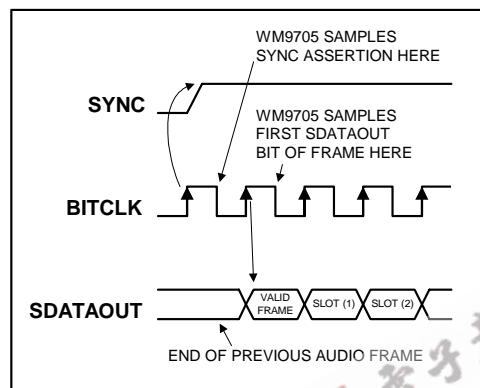 WM9705 SAMPLES
SYNC ASSERTION HERE
SYNC
WM9705 SAMPLES
FIRST SDATAOUT
BIT OF FRAME HERE
BITCLK
SDATAOUT
VALID
FRAME
SLOT (1)
SLOT (2)
END OF PREVIOUS AUDIO FRAME